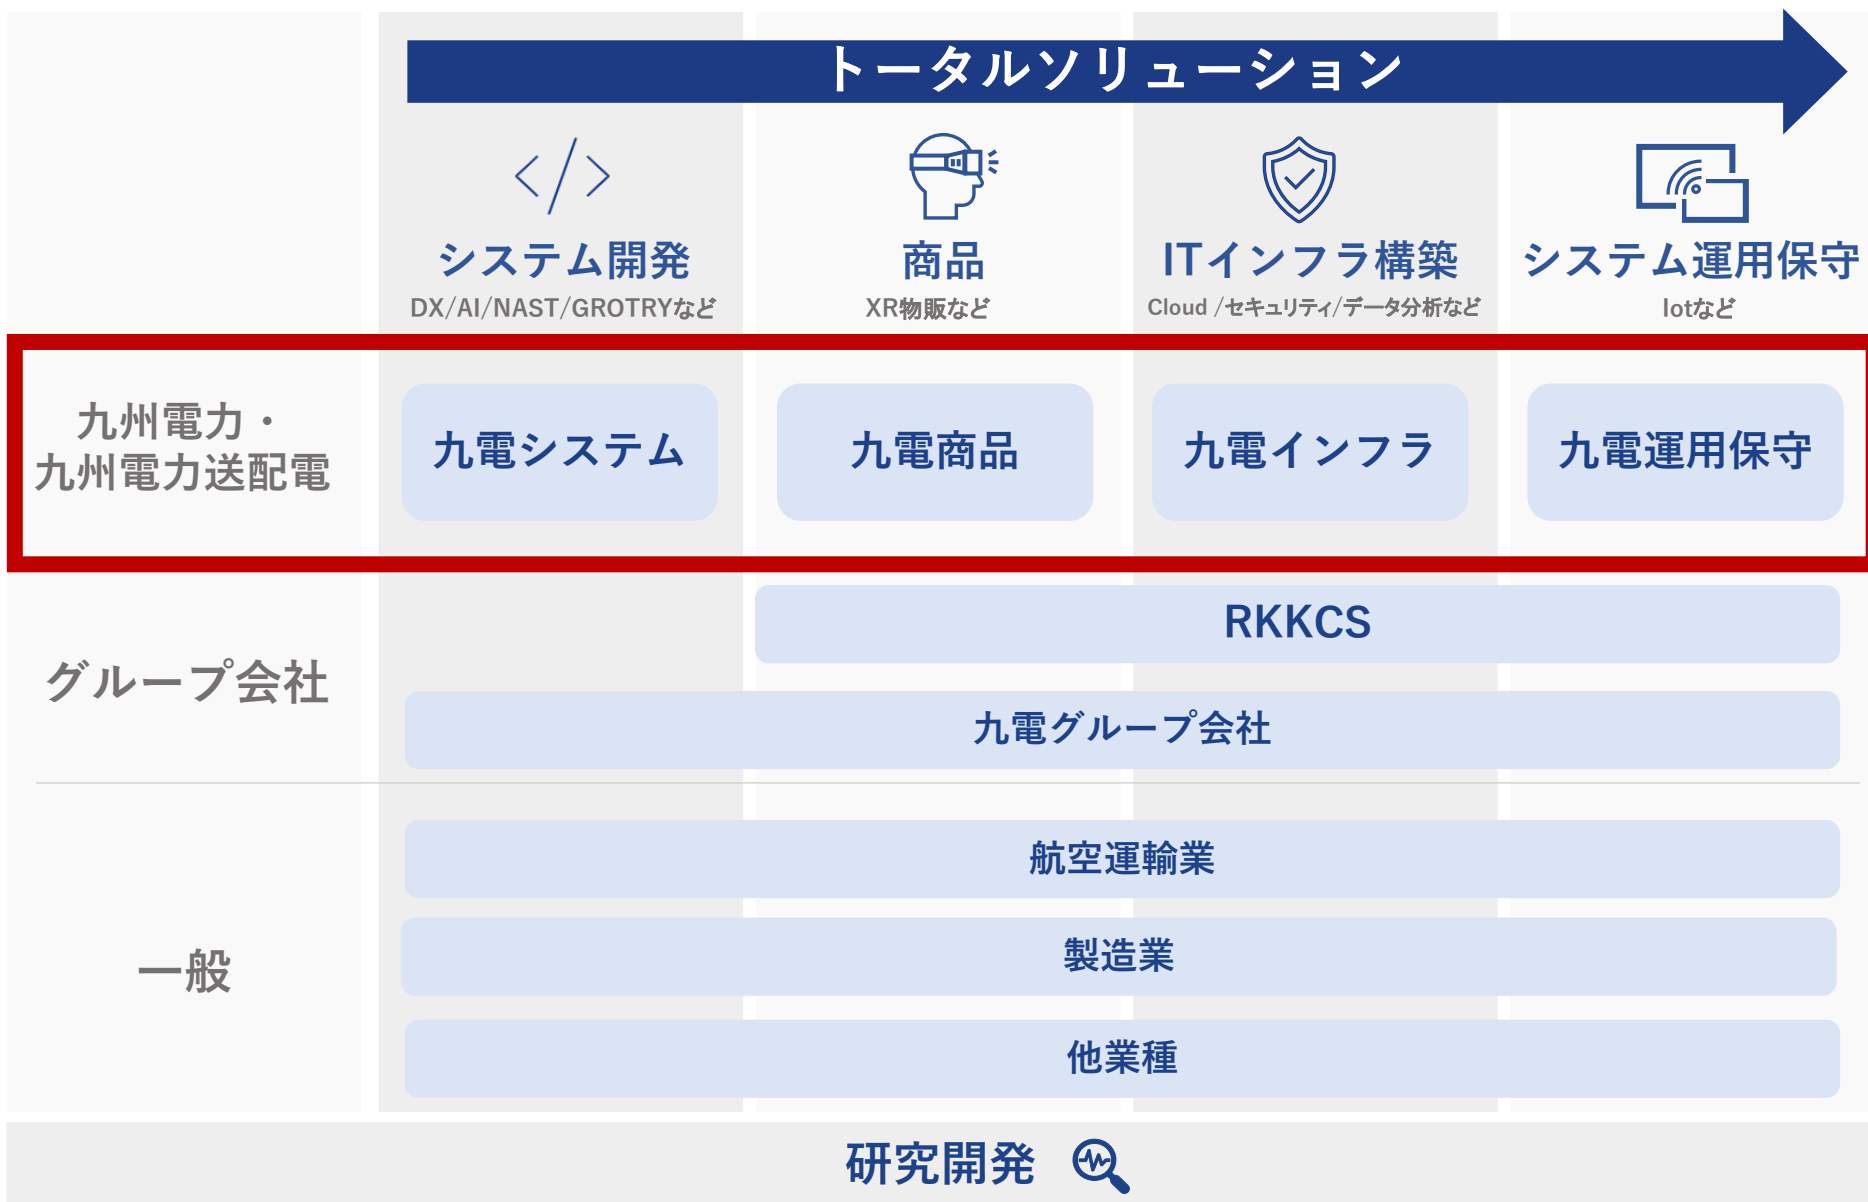 トータルソリューション
システム開発
DX/AI/NAST/GROTRYなど
商品
XR物販など
ITインフラ構築
Cloud /セキュリティ/データ分析など
システム運用保守
Iotなど
九州電力・
九州電力送配電
九電システム
九電商品
九電インフラ
九電運用保守
グループ会社
RKKCS
九電グループ会社
一般
航空運輸業
製造業
他業種
研究開発